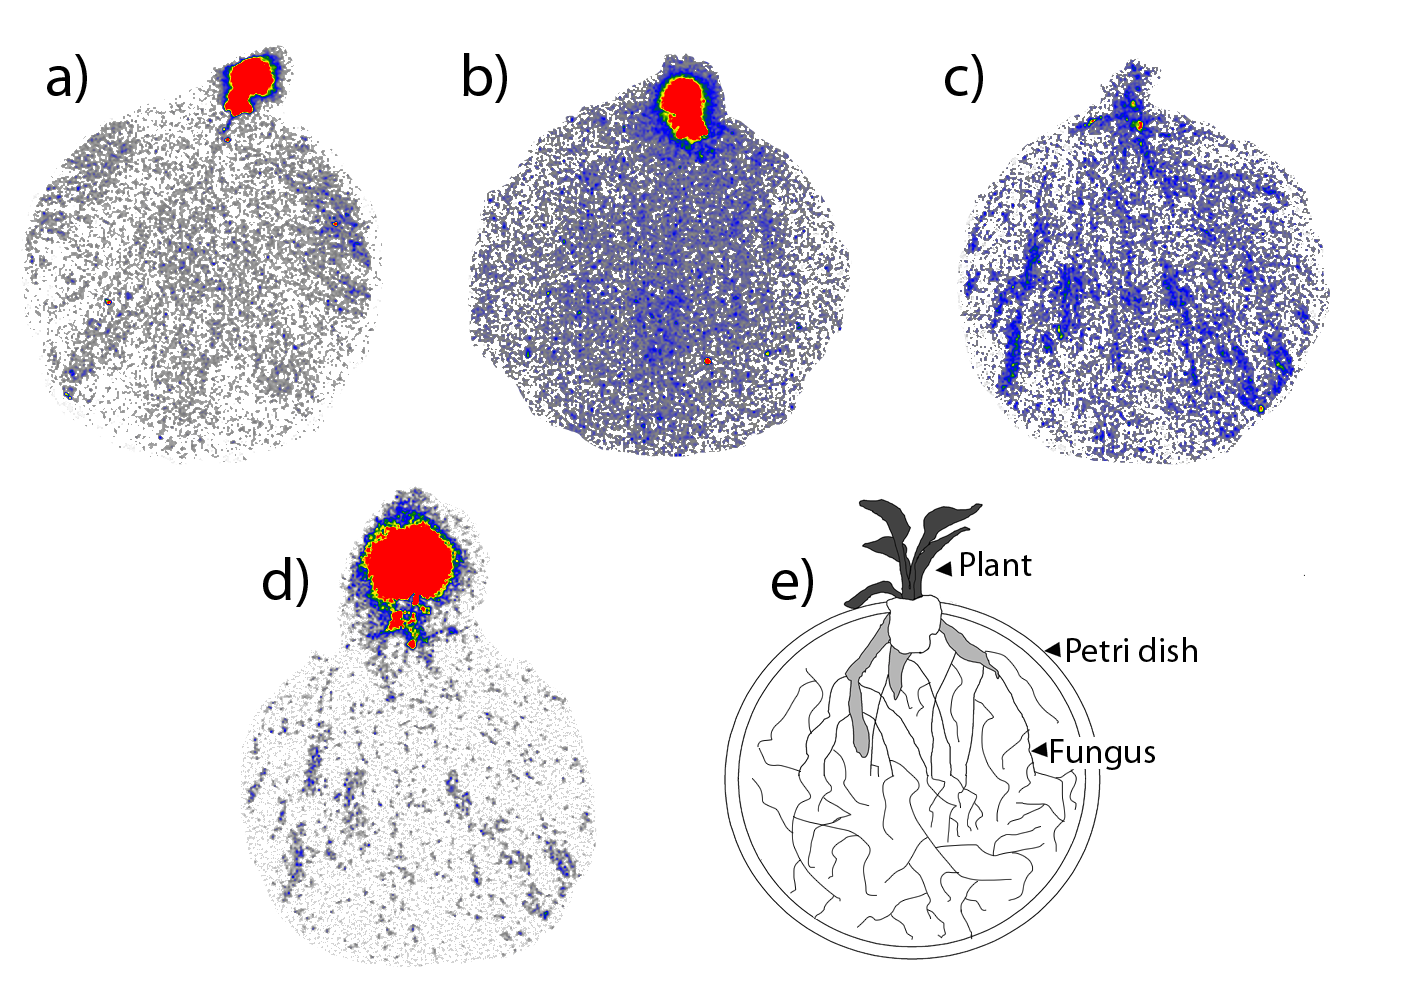 a)
b)
c)
d)
e)
Plant
Petri dish
Fungus